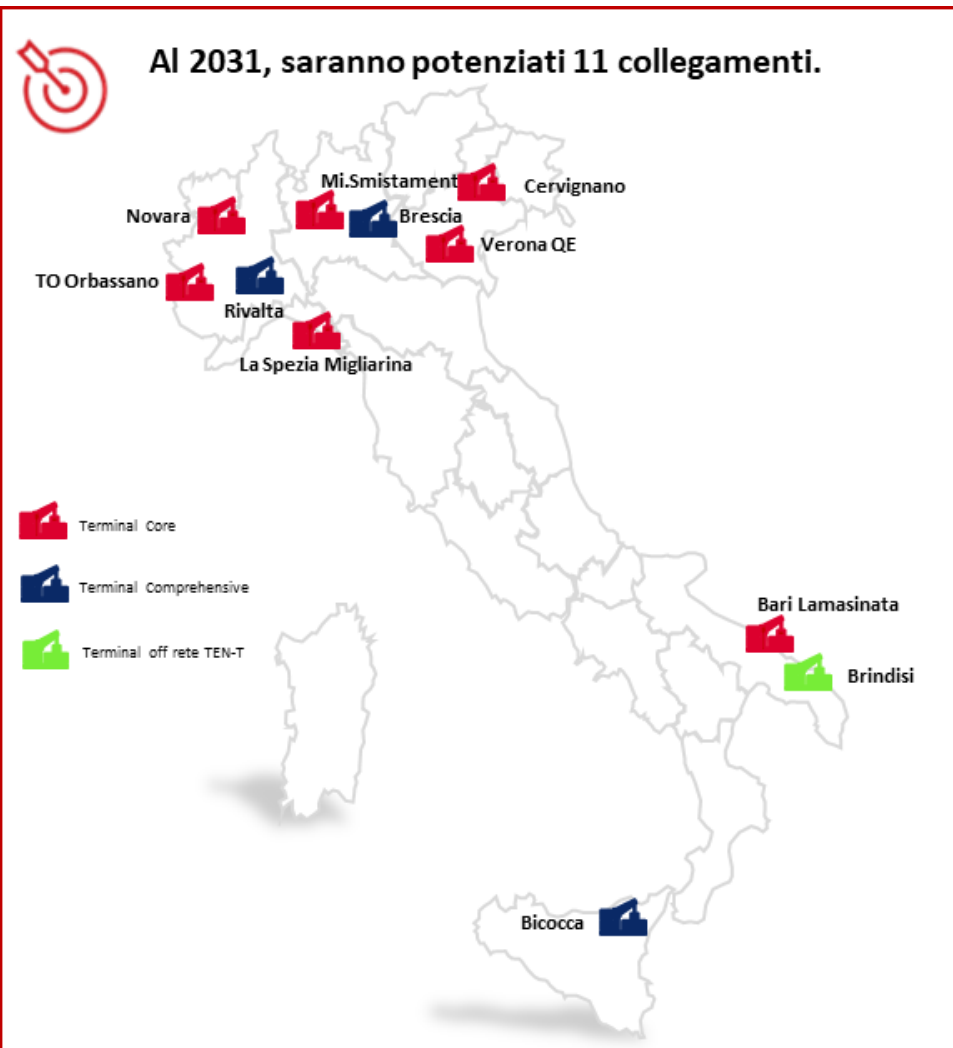 Al 2031, saranno potenziati 11 collegamenti.
Mi.Smistament
Cervignano
Novara
Brescia
Verona QE
TO Orbassano
Rivalta
La Spezia Migliarina
Terminal Core
Terminal Comprehensive
Bari Lamasinata
Terminal off rete TEN-T
Brindisi
Bicocca